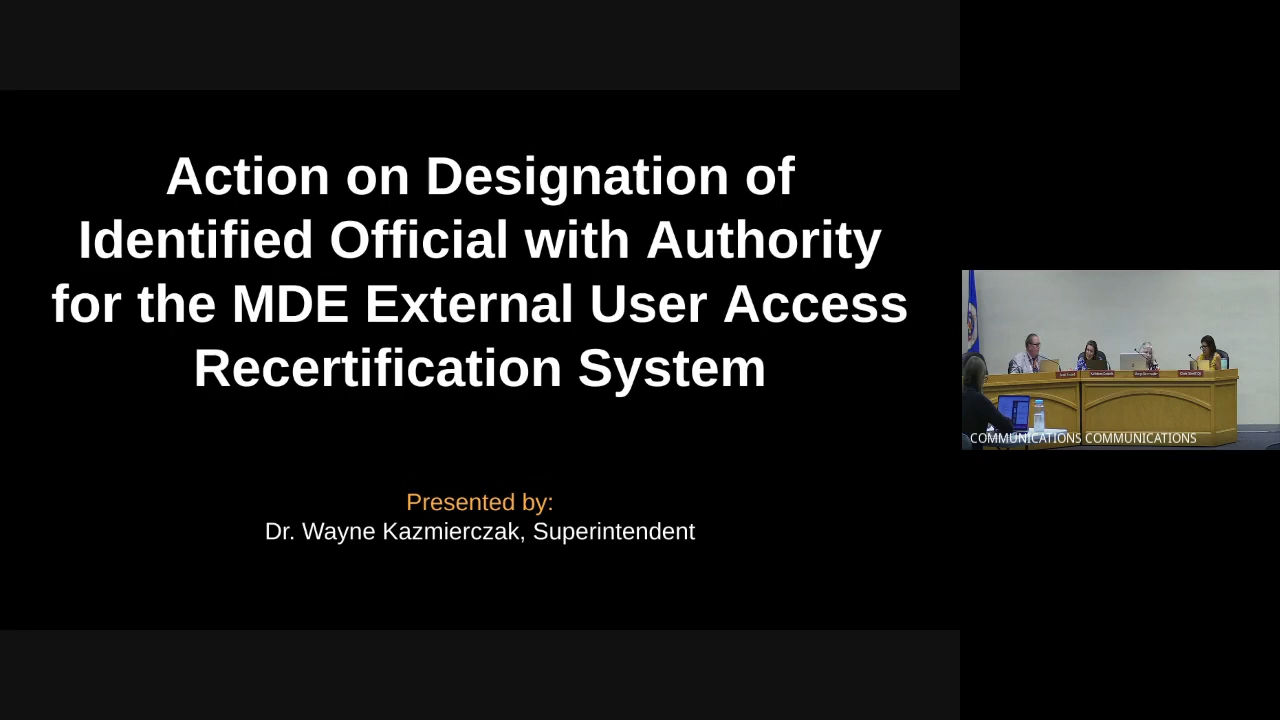 Action on Designation of
Identified Official with Authority
for the MDE External User Access
Recertification System
Presented by:
Dr. Wayne Kazmierczak, Superintendent
COMMUNICATIONS COMMUNICATIONS